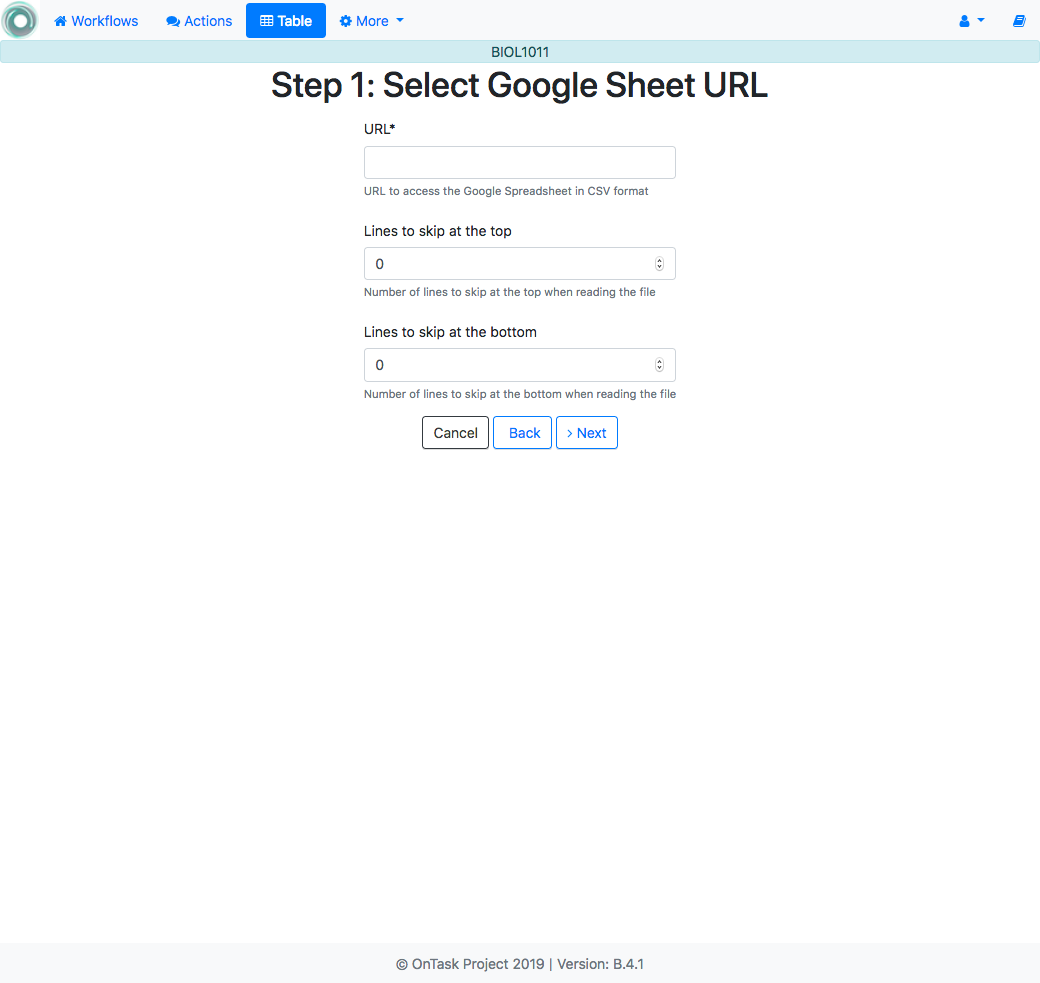 Workflows Actions Table More
BIOL1011
Step 1: Select Google Sheet URL
URL*
URL to access the Google Spreadsheet in CSV format
Lines to skip at the top
0
Number of lines to skip at the top when reading the file
Lines to skip at the bottom
0
Number of lines to skip at the bottom when reading the file
Cancel Back Next
© OnTask Project 2019 | Version: B.4.1